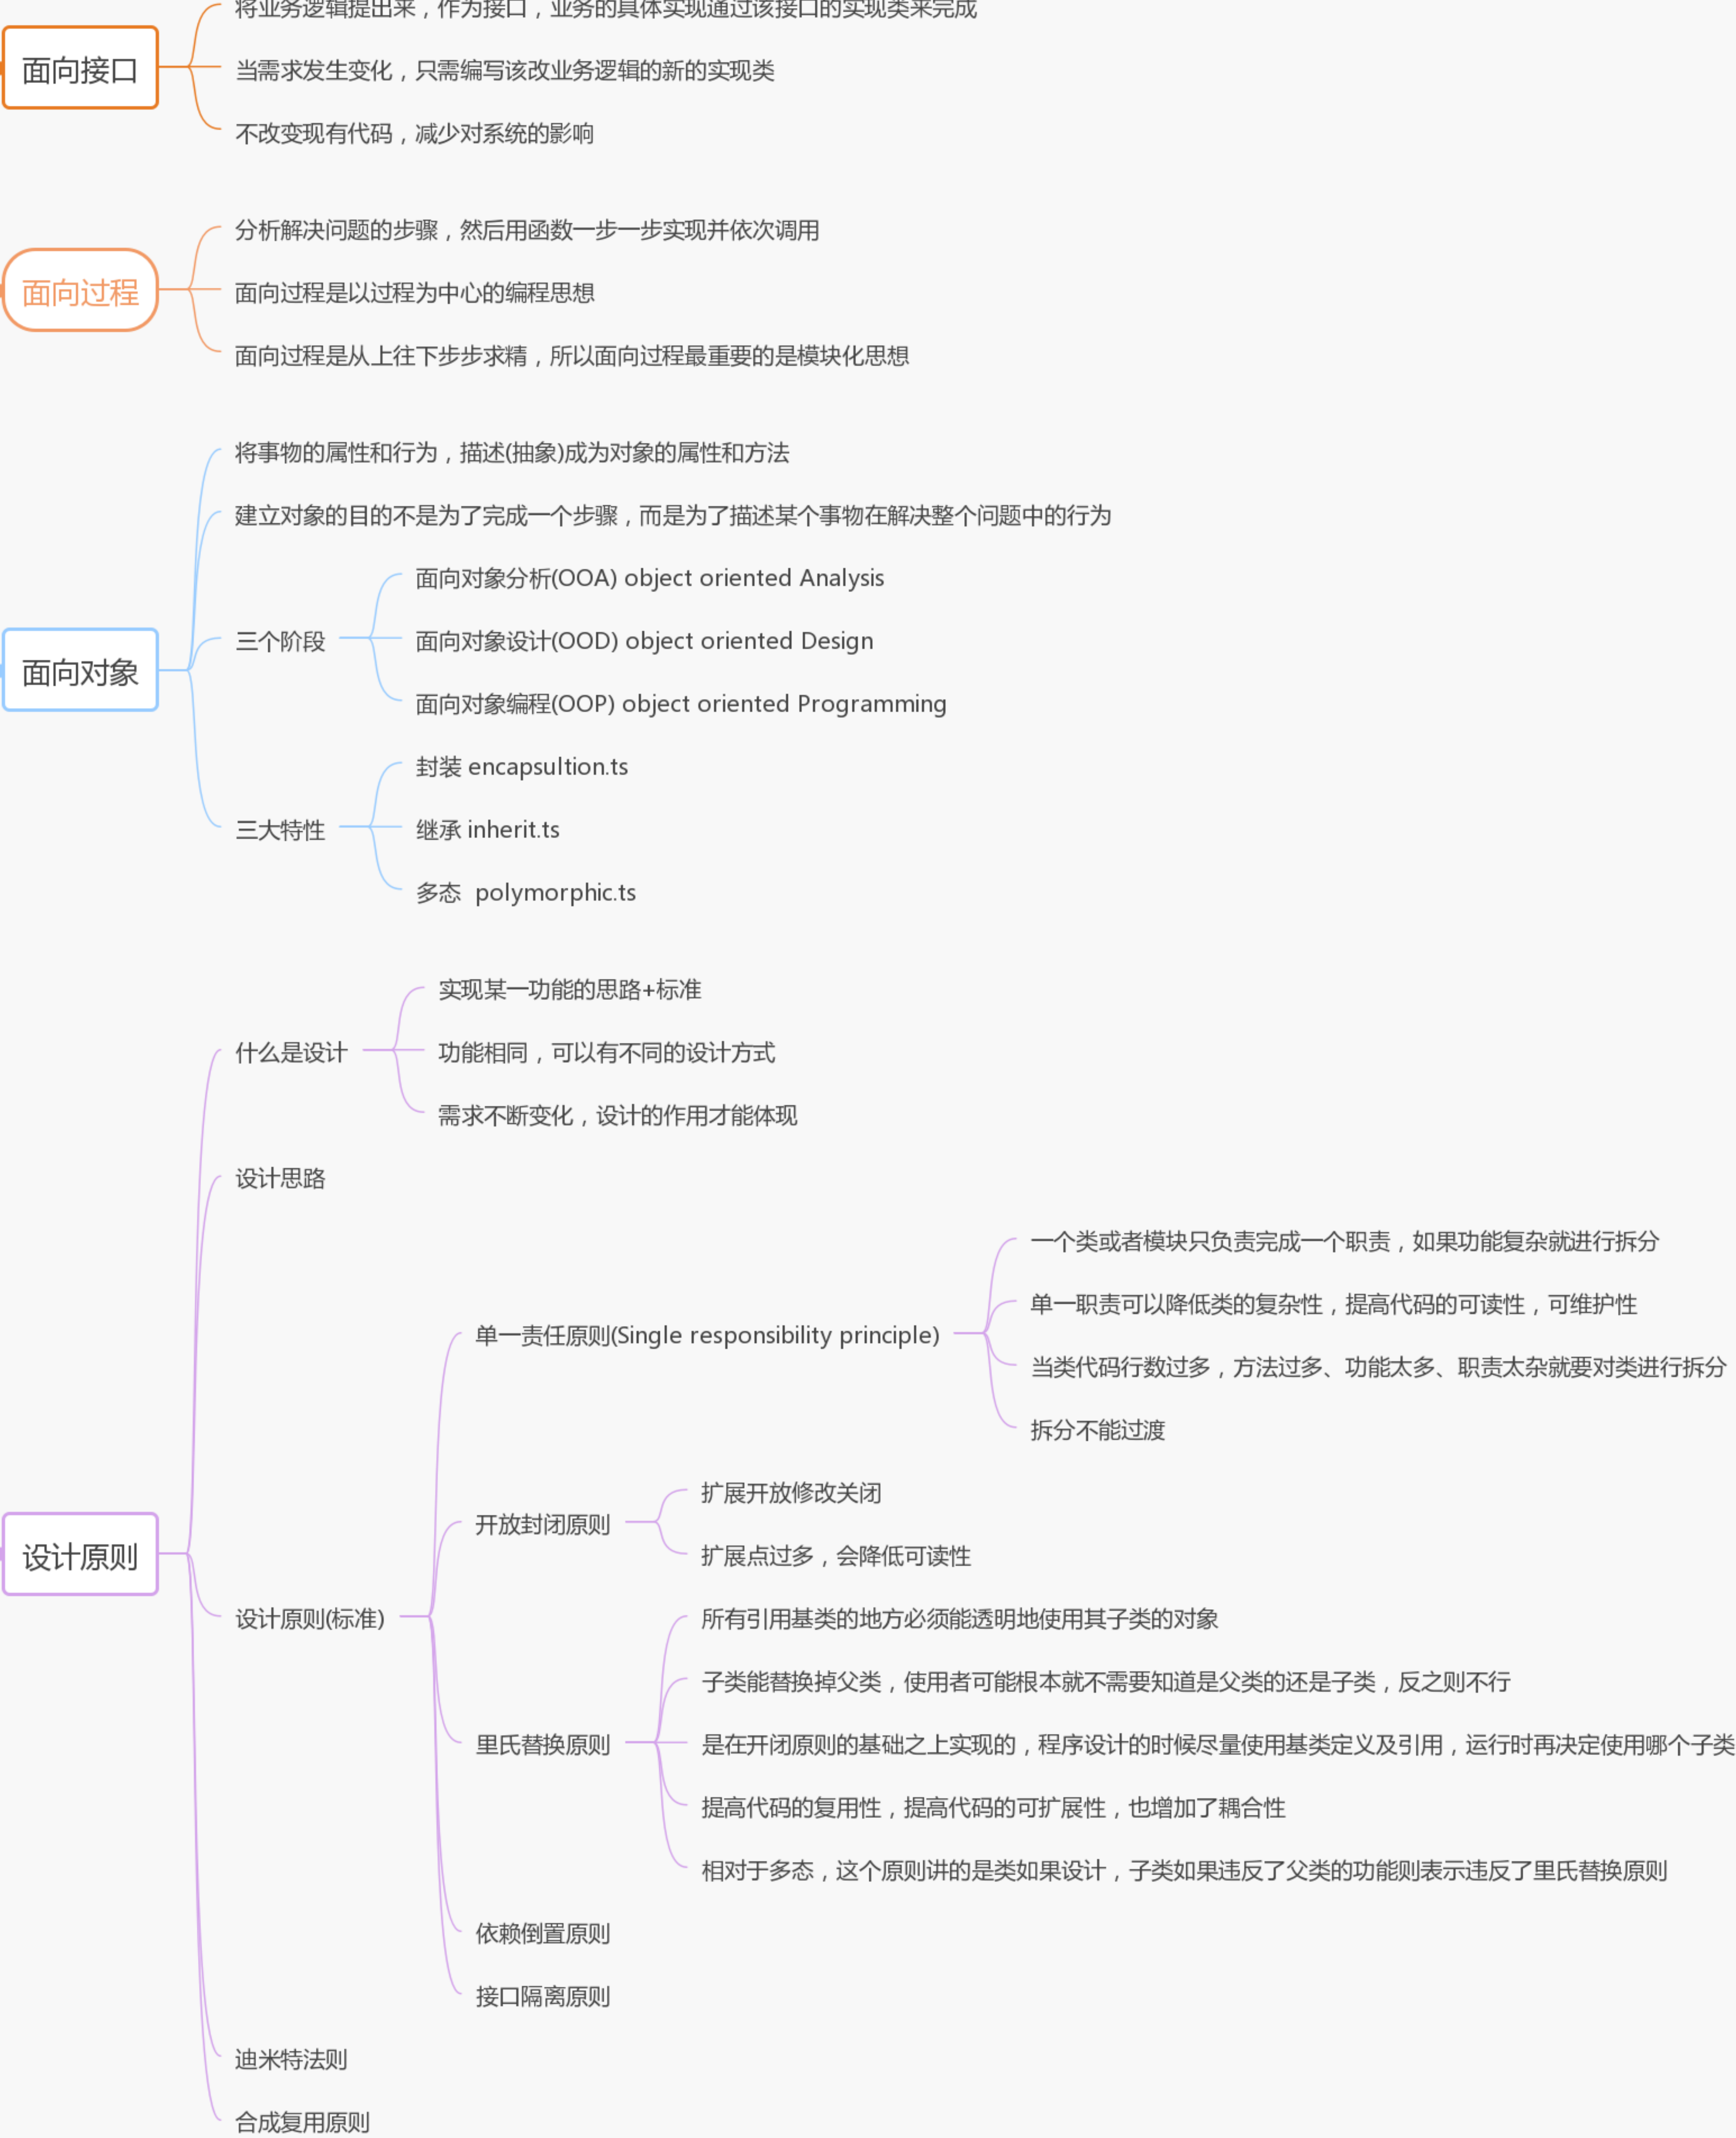 将业务逻辑提出来，作为接口，业务的具体实现通过该接口的实现类来完成
面向接口
当需求发生变化，只需编写该改业务逻辑的新的实现类
不改变现有代码，减少对系统的影响
分析解决问题的步骤，然后用函数一步一步实现并依次调用
面向过程
面向过程是以过程为中心的编程思想
面向过程是从上往下步步求精，所以面向过程最重要的是模块化思想
将事物的属性和行为，描述(抽象)成为对象的属性和方法
建立对象的目的不是为了完成一个步骤，而是为了描述某个事物在解决整个问题中的行为
面向对象
三个阶段
面向对象分析(OOA) object oriented Analysis
面向对象设计(OOD) object oriented Design
面向对象编程(OOP) object oriented Programming
三大特性
封装 encapsultion.ts
继承 inherit.ts
多态  polymorphic.ts
设计原则
什么是设计
实现某一功能的思路+标准
功能相同，可以有不同的设计方式
需求不断变化，设计的作用才能体现
设计思路
设计原则(标准)
单一责任原则(Single responsibility principle)
一个类或者模块只负责完成一个职责，如果功能复杂就进行拆分
单一职责可以降低类的复杂性，提高代码的可读性，可维护性
当类代码行数过多，方法过多、功能太多、职责太杂就要对类进行拆分
拆分不能过渡
开放封闭原则
扩展开放修改关闭
扩展点过多，会降低可读性
里氏替换原则
所有引用基类的地方必须能透明地使用其子类的对象
子类能替换掉父类，使用者可能根本就不需要知道是父类的还是子类，反之则不行
是在开闭原则的基础之上实现的，程序设计的时候尽量使用基类定义及引用，运行时再决定使用哪个子类
提高代码的复用性，提高代码的可扩展性，也增加了耦合性
相对于多态，这个原则讲的是类如果设计，子类如果违反了父类的功能则表示违反了里氏替换原则
依赖倒置原则
接口隔离原则
迪米特法则
合成复用原则